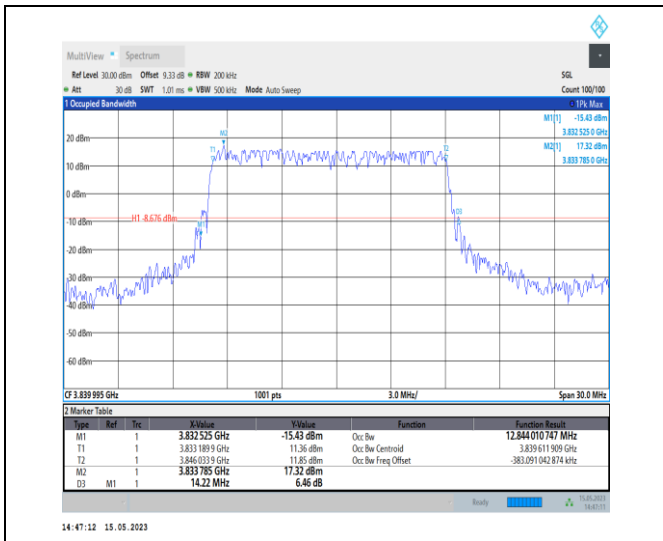 MultiView Spectrum
Ref Level 30.00 dBm Offset 9.33 dB RBW 200 kHz SGL
Att 30 dB SWT 1.01 ms VBW 500 kHz Mode Auto Sweep Count 100/100
1 Occupied Bandwidth 1Pk Max
M1[1] -15.43 dBm
3.832 525 0 GHz
M2[1] 17.32 dBm
3.833 785 0 GHz
M2
20 dBm
T1
T2
10 dBm
0 dBm
D3
H1 -8.676 dBm
-10 dBm
M1
-20 dBm
-30 dBm
-40 dBm
-50 dBm
-60 dBm
CF 3.839 995 GHz 1001 pts 3.0 MHz/ Span 30.0 MHz
2 Marker Table
Type Ref Trc X-Value Y-Value Function Function Result
M1 1 3.832 525 GHz -15.43 dBm Occ Bw 12.844 010 747 MHz
T1 1 3.833 189 9 GHz 11.36 dBm Occ Bw Centroid 3.839 611 909 GHz
T2 1 3.846 033 9 GHz 11.85 dBm Occ Bw Freq Offset -383.091 042 874 kHz
M2 1 3.833 785 GHz 17.32 dBm
D3 M1 1 14.22 MHz 6.46 dB
Ready 15.05.2023
14:47:11
14:47:12 15.05.2023